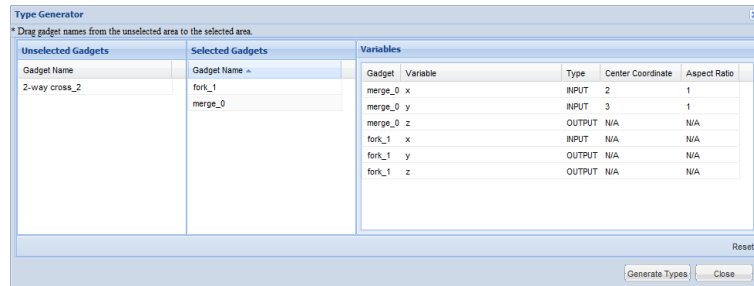 Type Generator
* Drag gadget names from the unselected area to the selected area.
Unselected Gadgets
Gadget Name
2-way cross_2
Selected Gadgets
Gadget Name
fork_1
merge_0
Variables
Gadget Variable Type Center Coordinate Aspect Ratio
merge_0 x INPUT 2 1
merge_0 y INPUT 3 1
merge_0 z OUTPUT N/A N/A
fork_1 x INPUT N/A N/A
fork_1 y OUTPUT N/A N/A
fork_1 z OUTPUT N/A N/A
Reset
Generate Types Close